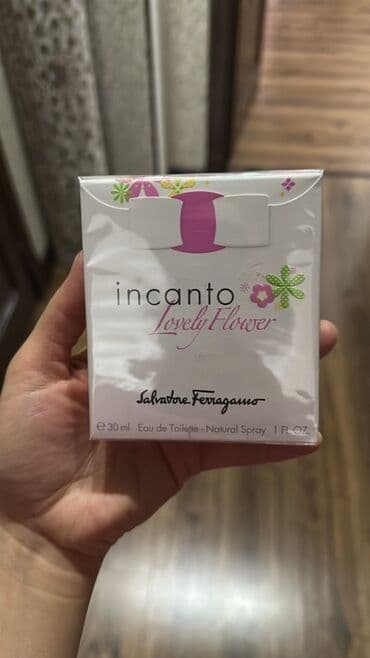 incanto
Lovely Flower
Salvatore Ferragamo
℮ 30 ml Eau de Toilette - Natural Spray 1 FL. OZ.